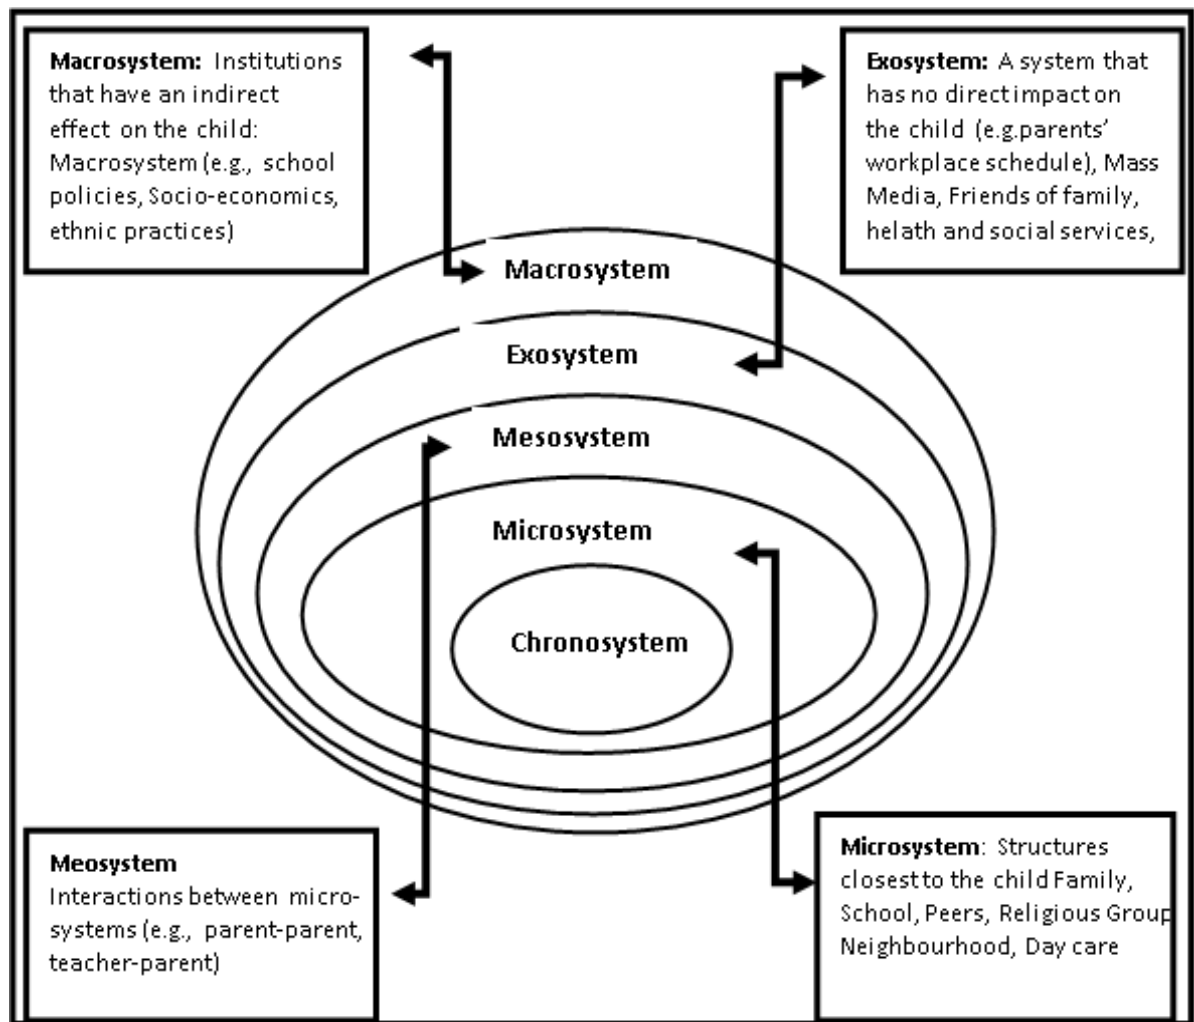 Macrosystem: Institutions
that have an indirect
effect on the child:
Macrosystem (e.g., school
policies, Socio-economics,
ethnic practices)
Exosystem: A system that
has no direct impact on
the child (e.g.parents'
workplace schedule), Mass
Media, Friends of family,
helath and social services,
Macrosystem
Exosystem
Mesosystem
Microsystem
Chronosystem
Meosystem
Interactions between micro-
systems (e.g., parent-parent,
teacher-parent)
Microsystem: Structures
closest to the child Family,
School, Peers, Religious Group
Neighbourhood, Day care